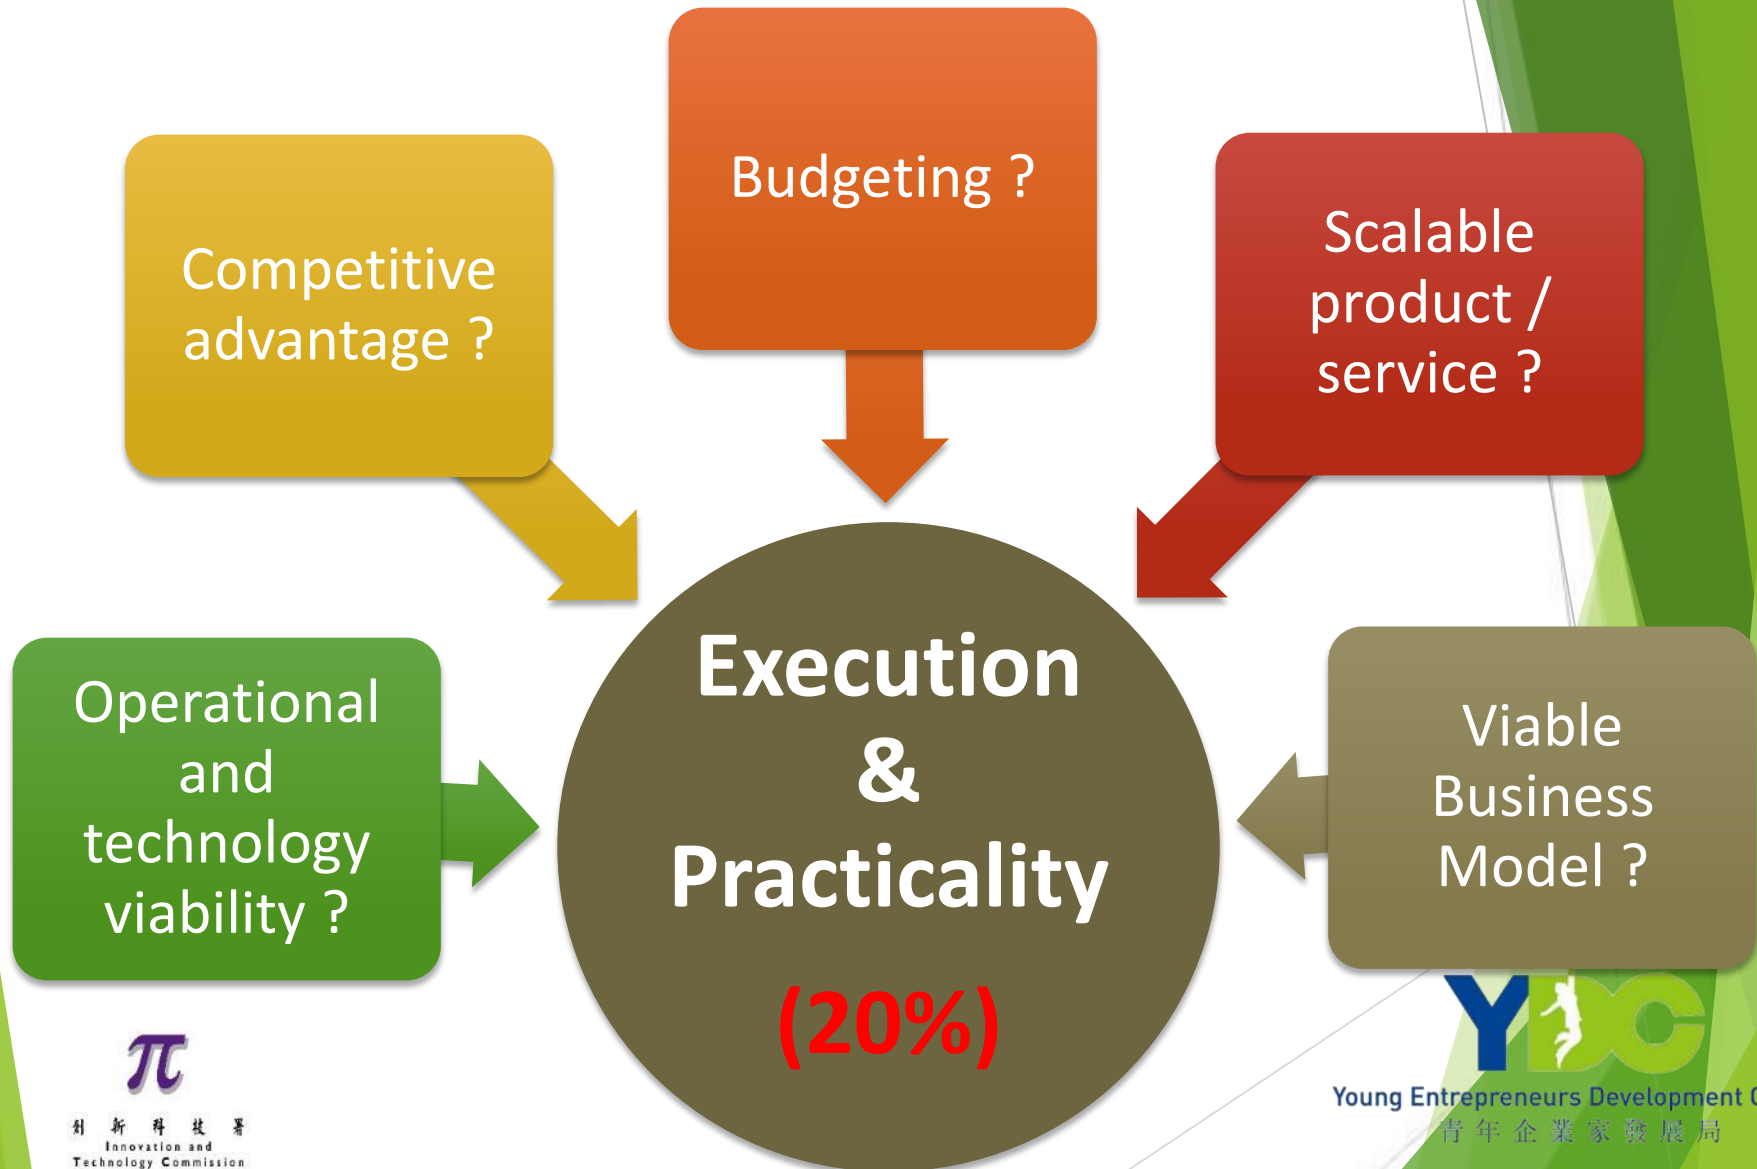 Budgeting ?
Competitive
advantage ?
Scalable
product /
service ?
Operational
and
technology
viability ?
Execution
&
Practicality
(20%)
Viable
Business
Model ?
π
創 新 科 技 署
Innovation and
Technology Commission
YDC
Young Entrepreneurs Development C
青年企業家發展局